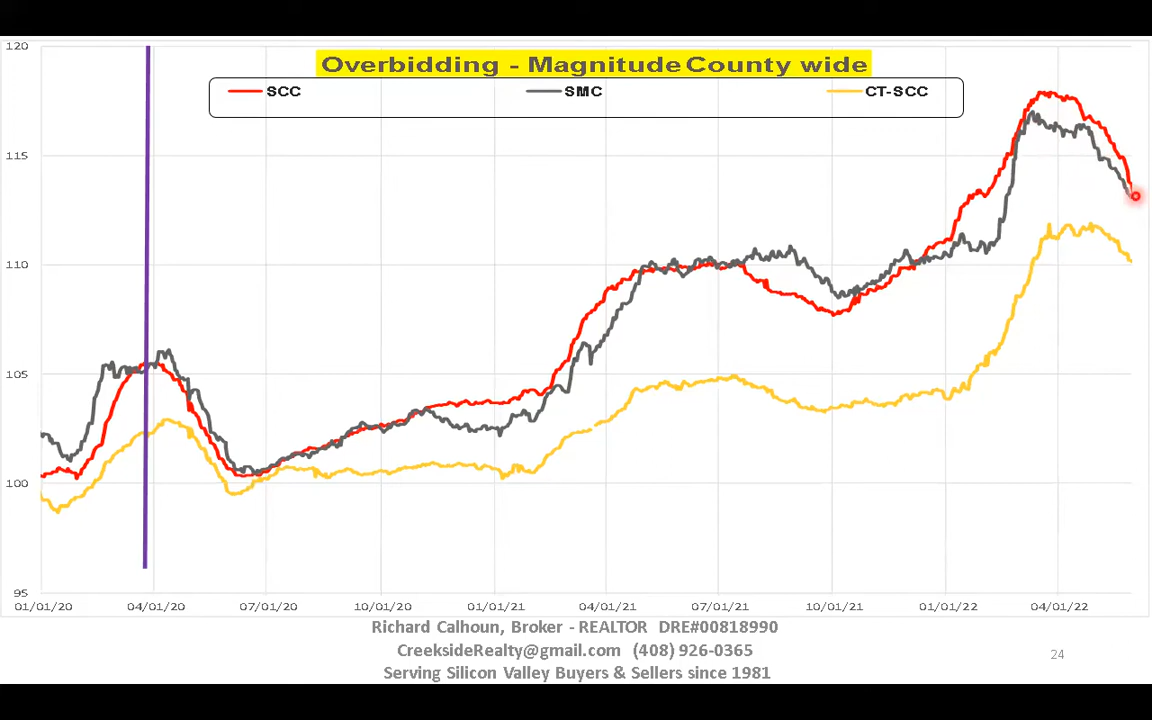 120
Overbidding - Magnitude County wide
SCC SMC CT-SCC
115
110
105
100
95
01/01/20 04/01/20 07/01/20 10/01/20 01/01/21 04/01/21 07/01/21 10/01/21 01/01/22 04/01/22
Richard Calhoun, Broker - REALTOR DRE#00818990
CreeksideRealty@gmail.com (408) 926-0365
24
Serving Silicon Valley Buyers & Sellers since 1981